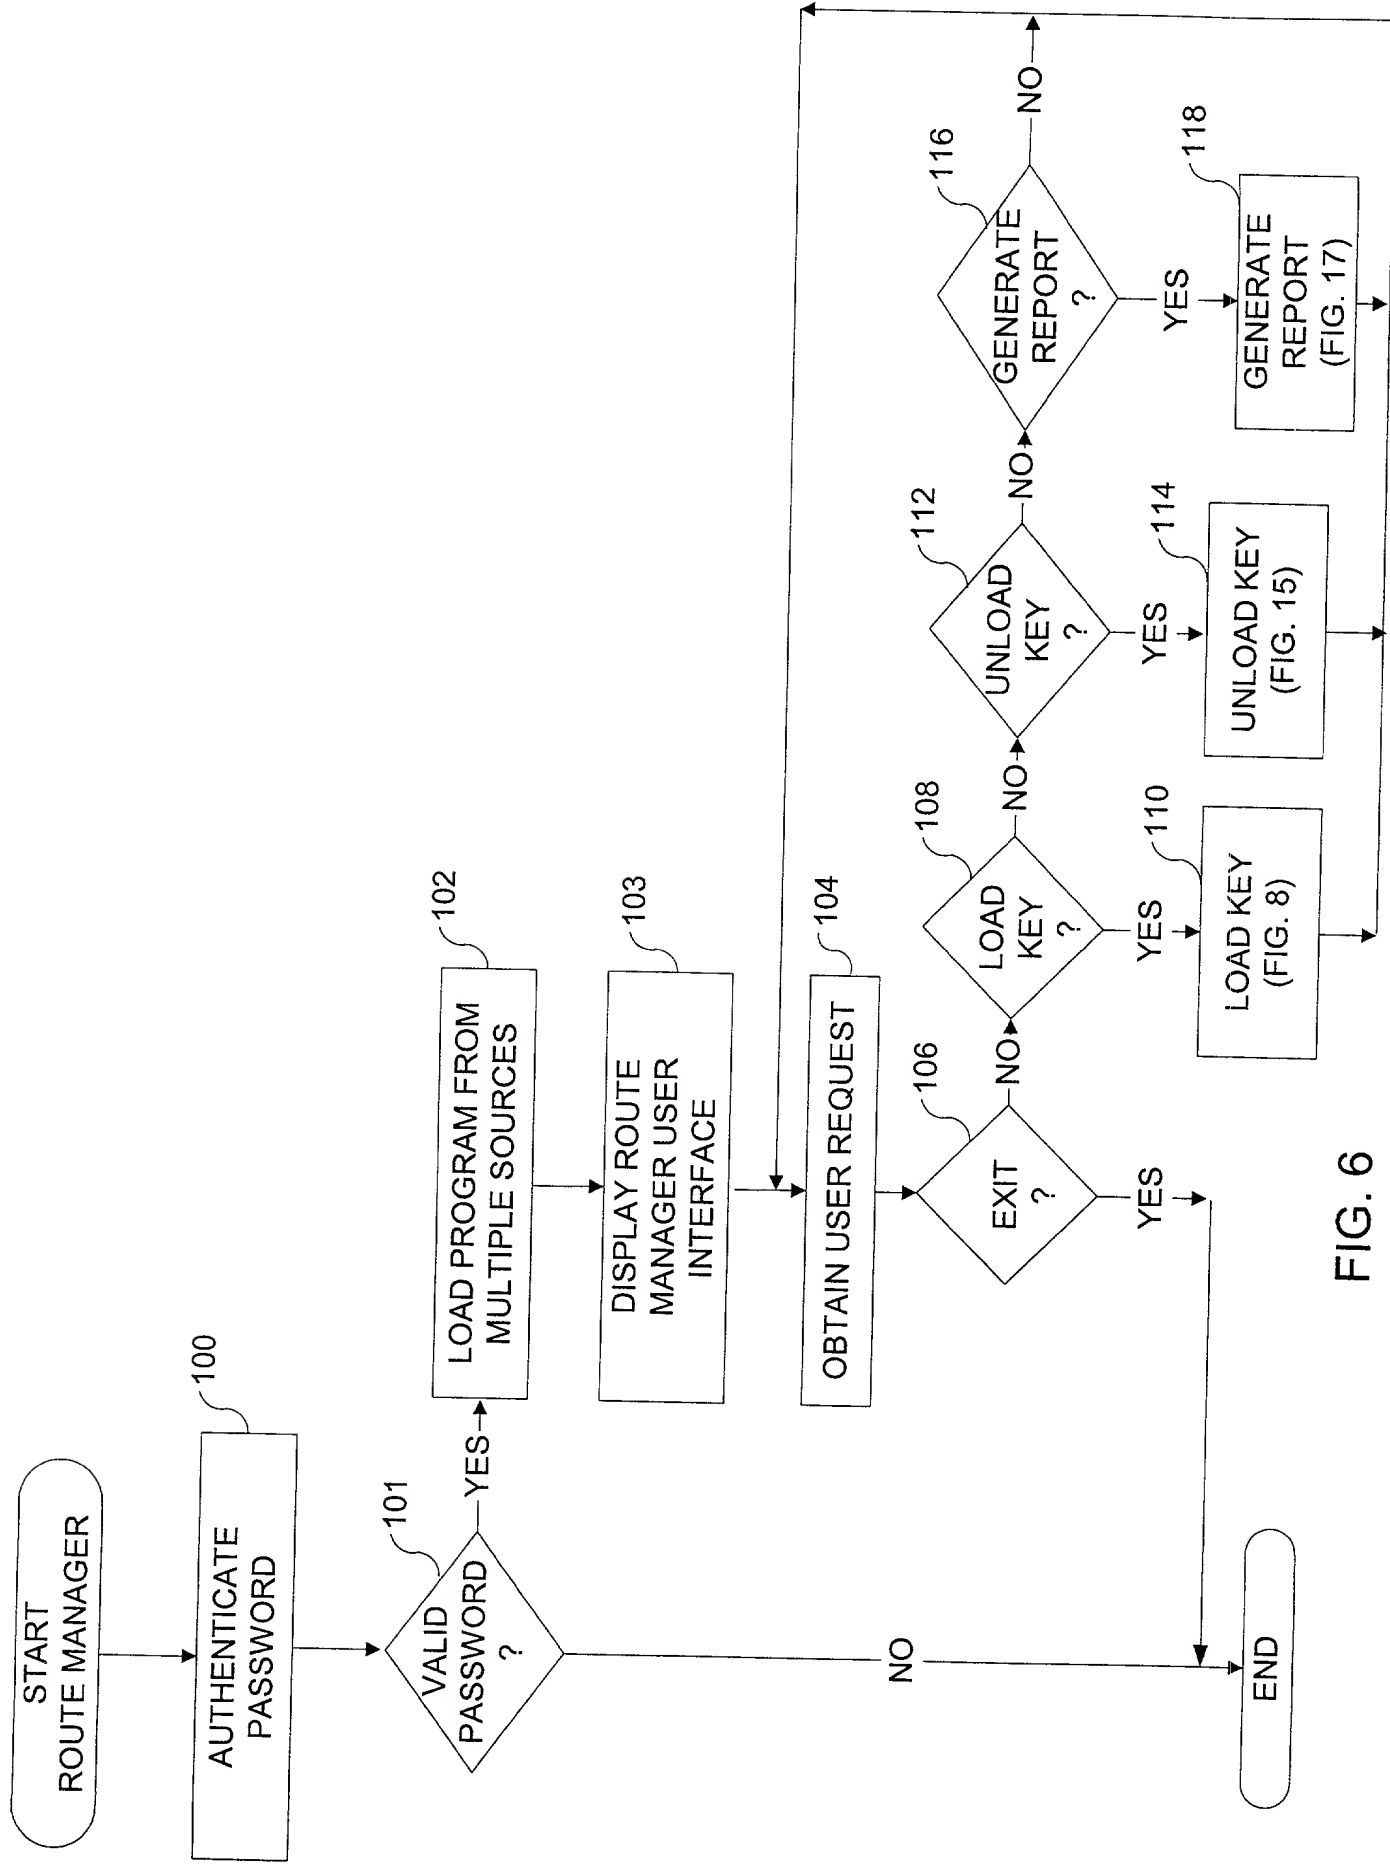 START
ROUTE MANAGER
100
AUTHENTICATE
PASSWORD
101
VALID
PASSWORD
?
YES
NO
102
LOAD PROGRAM FROM
MULTIPLE SOURCES
103
DISPLAY ROUTE
MANAGER USER
INTERFACE
104
OBTAIN USER REQUEST
106
EXIT
?
YES
NO
108
LOAD
KEY
?
YES
NO
110
LOAD KEY
(FIG. 8)
112
UNLOAD
KEY
?
YES
NO
114
UNLOAD KEY
(FIG. 15)
116
GENERATE
REPORT
?
YES
NO
118
GENERATE
REPORT
(FIG. 17)
END
FIG. 6